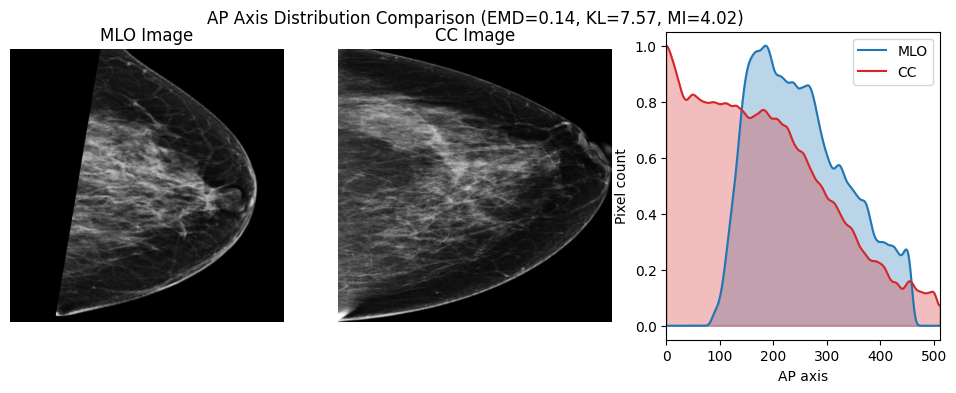 AP Axis Distribution Comparison (EMD=0.14, KL=7.57, MI=4.02)
MLO Image
CC Image
MLO
CC
1.0
0.8
0.6
0.4
0.2
0.0
Pixel count
0
100
200
300
400
500
AP axis